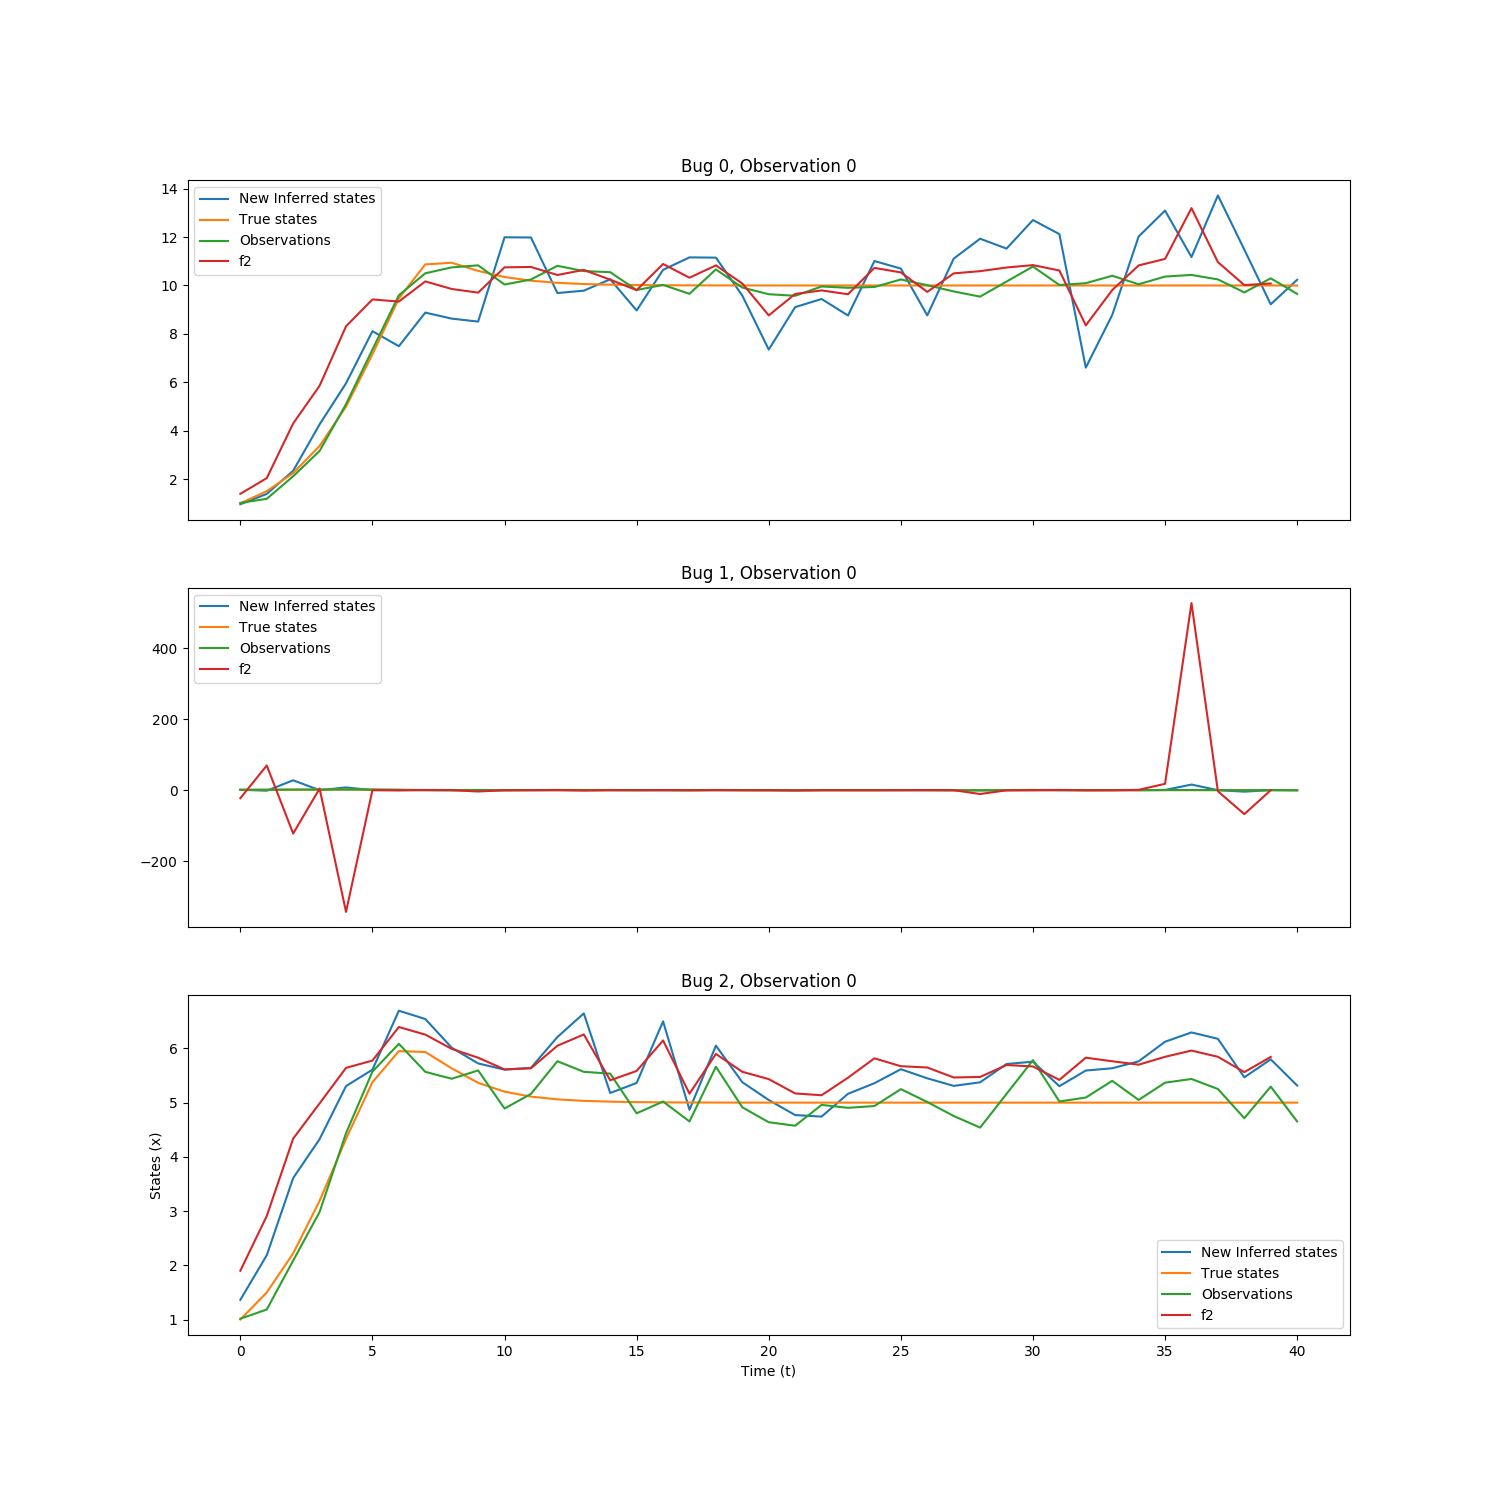 Bug 0, Observation 0
14
12
10
8
6
4
2
New Inferred states
True states
Observations
f2
Bug 1, Observation 0
400
200
0
−200
New Inferred states
True states
Observations
f2
Bug 2, Observation 0
6
5
4
3
2
1
States (x)
New Inferred states
True states
Observations
f2
0 5 10 15 20 25 30 35 40
Time (t)